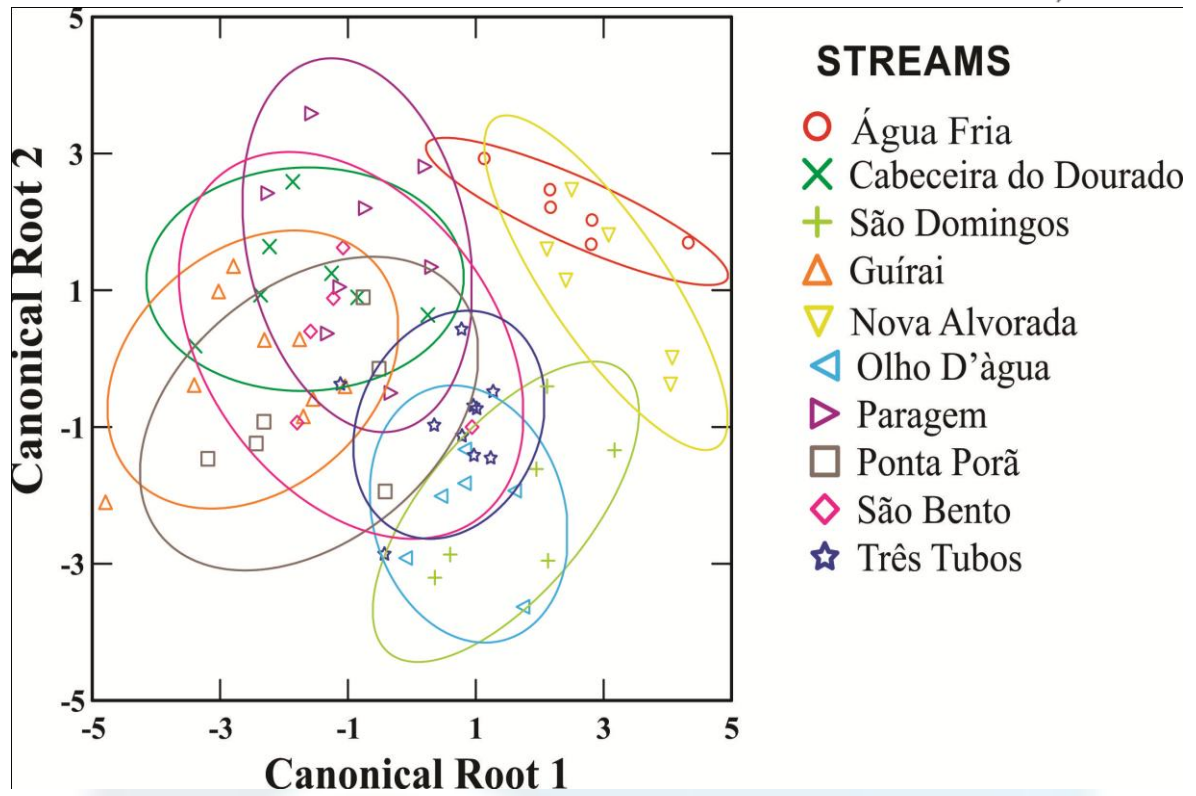 5
3
1
-1
-3
-5
Canonical Root 2
-5
-3
-1
1
3
5
Canonical Root 1
STREAMS
Água Fria
Cabeceira do Dourado
São Domingos
Guírai
Nova Alvorada
Olho D'àgua
Paragem
Ponta Porã
São Bento
Três Tubos